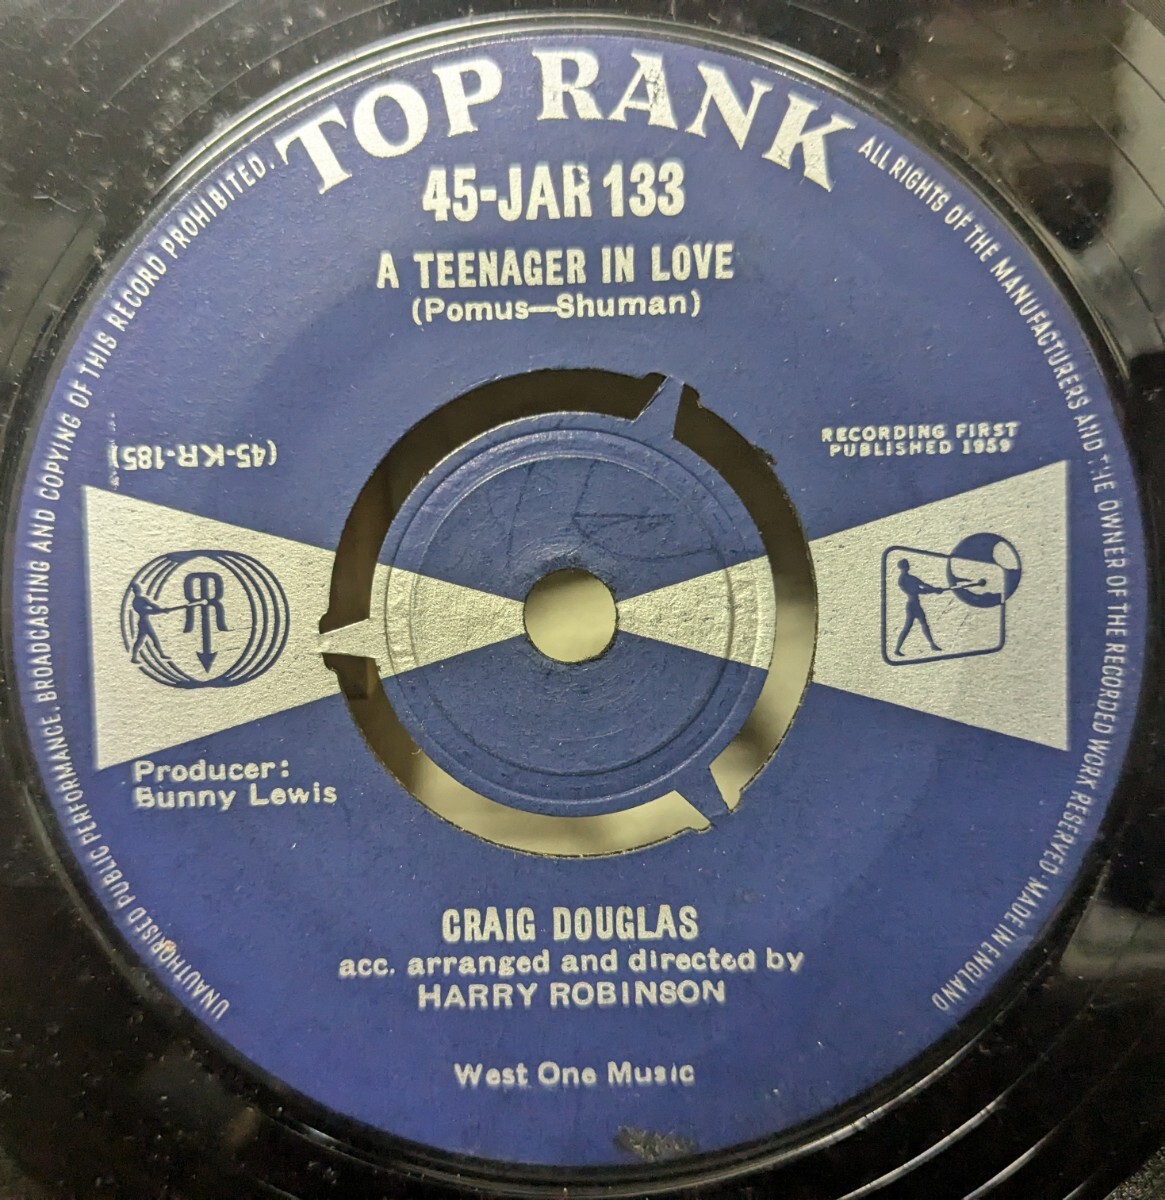 TOP RANK
45-JAR 133
A TEENAGER IN LOVE
(Pomus—Shuman)
(45-KR-185)
RECORDING FIRST
PUBLISHED 1959
Producer:
Bunny Lewis
CRAIG DOUGLAS
acc. arranged and directed by
HARRY ROBINSON
West One Music
UNAUTHORISED PUBLIC PERFORMANCE, BROADCASTING AND COPYING OF THIS RECORD PROHIBITED.
ALL RIGHTS OF THE MANUFACTURERS AND THE OWNER OF THE RECORDED WORK RESERVED · MADE IN ENGLAND